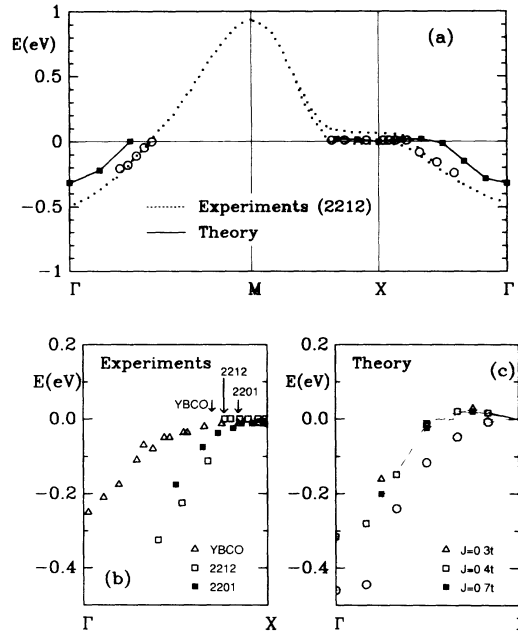 1
E(eV)
(a)
0.5
0
-0.5
Experiments (2212)
Theory
-1
Γ
M
X
Γ
0.2
Experiments
2212
E(eV)
YBCO
2201
0.0
-0.2
-0.4
△ YBCO
□ 2212
■ 2201
(b)
Γ
X
0.2
Theory
(c)
E(eV)
0.0
-0.2
-0.4
△ J=0 3t
□ J=0 4t
■ J=0 7t
Γ